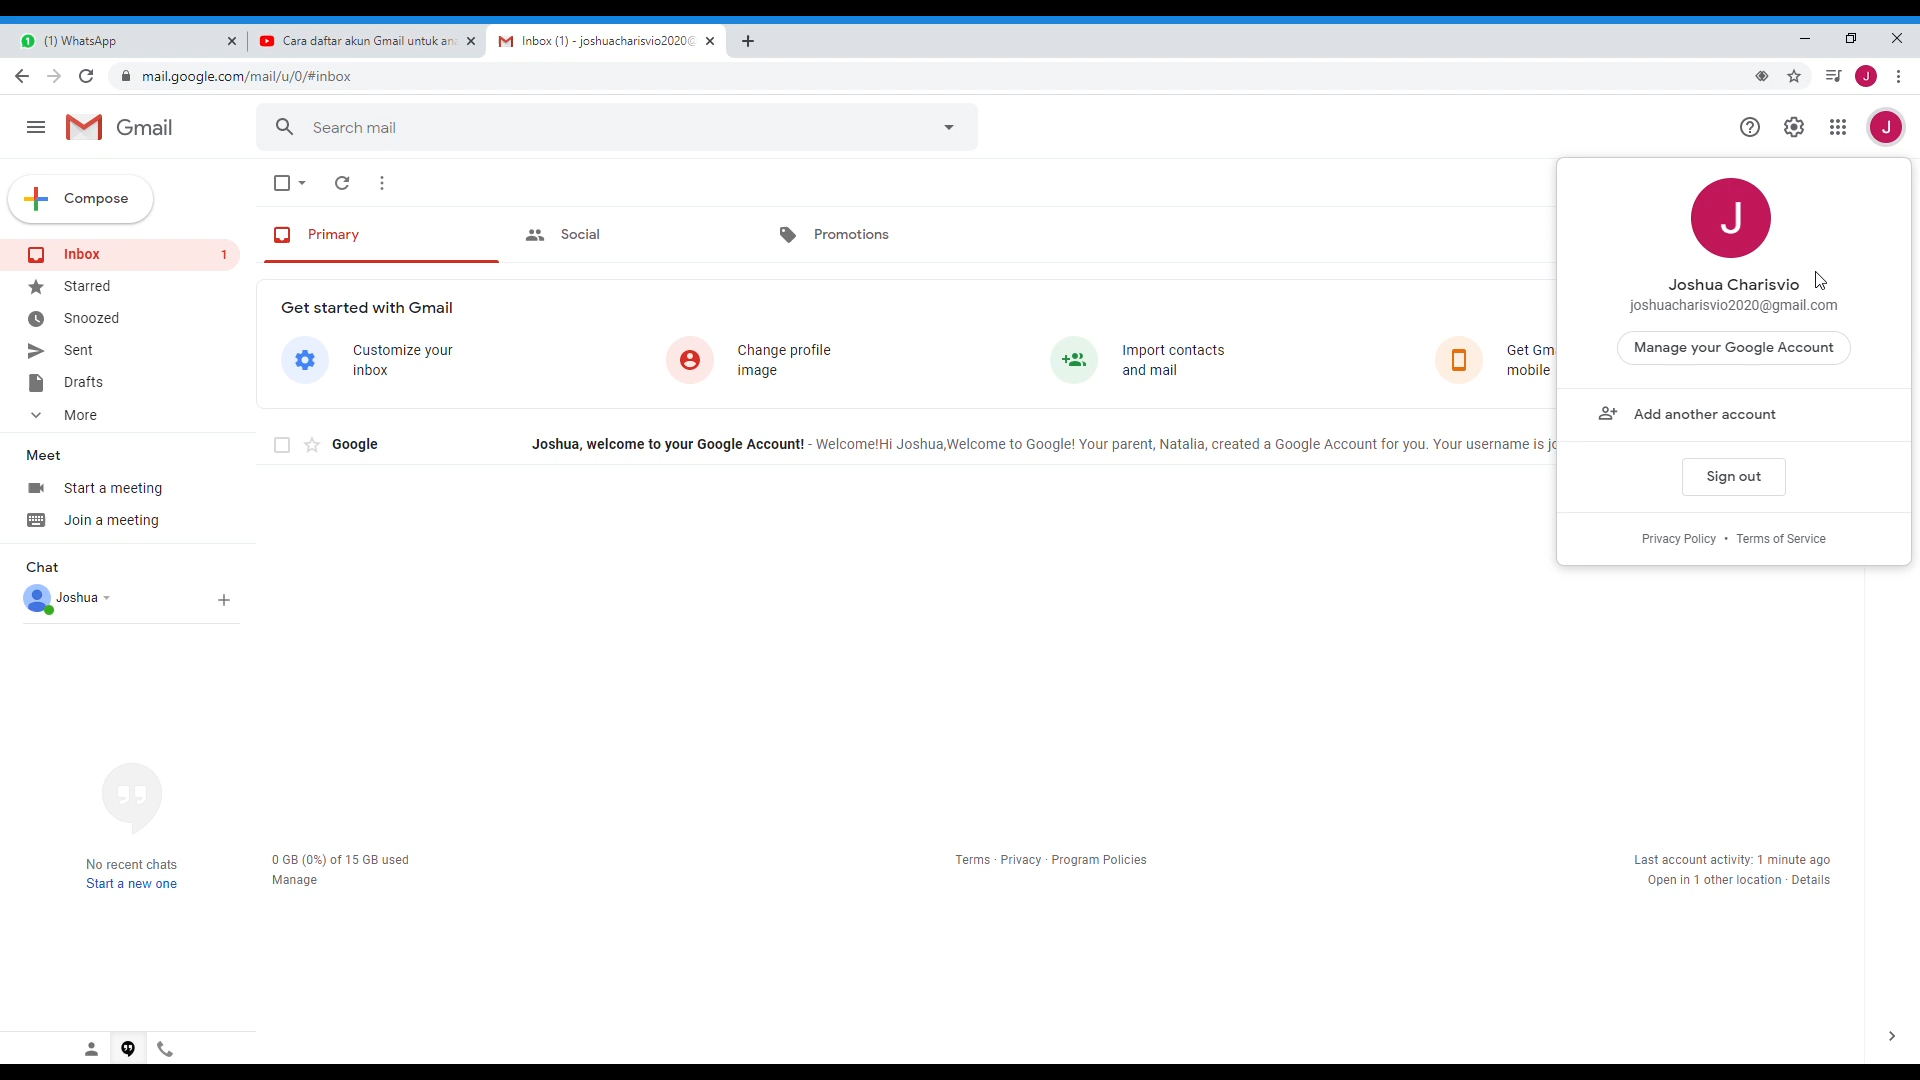 (1) WhatsApp
Cara daftar akun Gmail untuk an
Inbox (1) - joshuacharisvio2020@
mail.google.com/mail/u/0/#inbox
J
Gmail
Search mail
J
Compose
Inbox 1
Starred
Snoozed
Sent
Drafts
More
Meet
Start a meeting
Join a meeting
Chat
Joshua
No recent chats
Start a new one
Primary
Social
Promotions
Get started with Gmail
Customize your
inbox
Change profile
image
Import contacts
and mail
Get Gm
mobile
Google Joshua, welcome to your Google Account! - Welcome!Hi Joshua,Welcome to Google! Your parent, Natalia, created a Google Account for you. Your username is jo
0 GB (0%) of 15 GB used
Manage
Terms · Privacy · Program Policies
Last account activity: 1 minute ago
Open in 1 other location · Details
J
Joshua Charisvio
joshuacharisvio2020@gmail.com
Manage your Google Account
Add another account
Sign out
Privacy Policy • Terms of Service